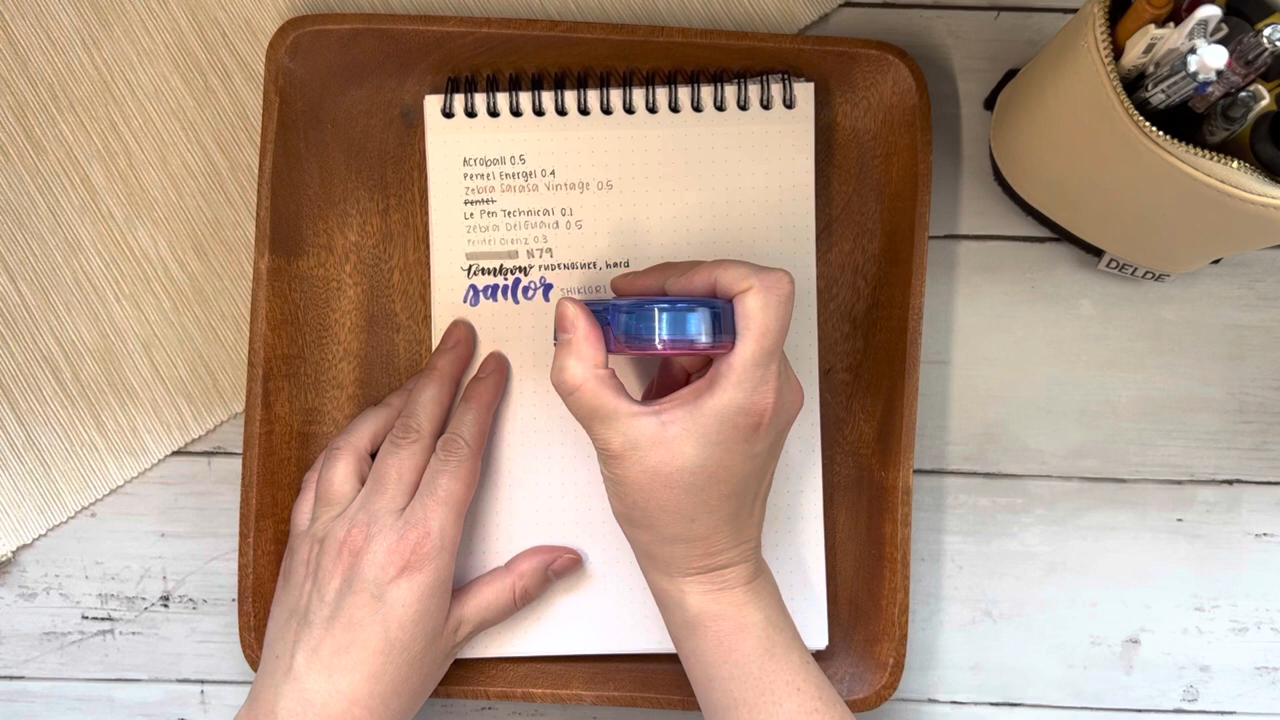 Acroball 0.5
Pentel Energel 0.4
Zebra Sarasa Vintage 0.5
Pentel
Le Pen Technical 0.1
Zebra DelGuard 0.5
Pentel Orenz 0.3
N79
tombow FUDENOSUKE, hard
sailor SHIKIORI
DELDE